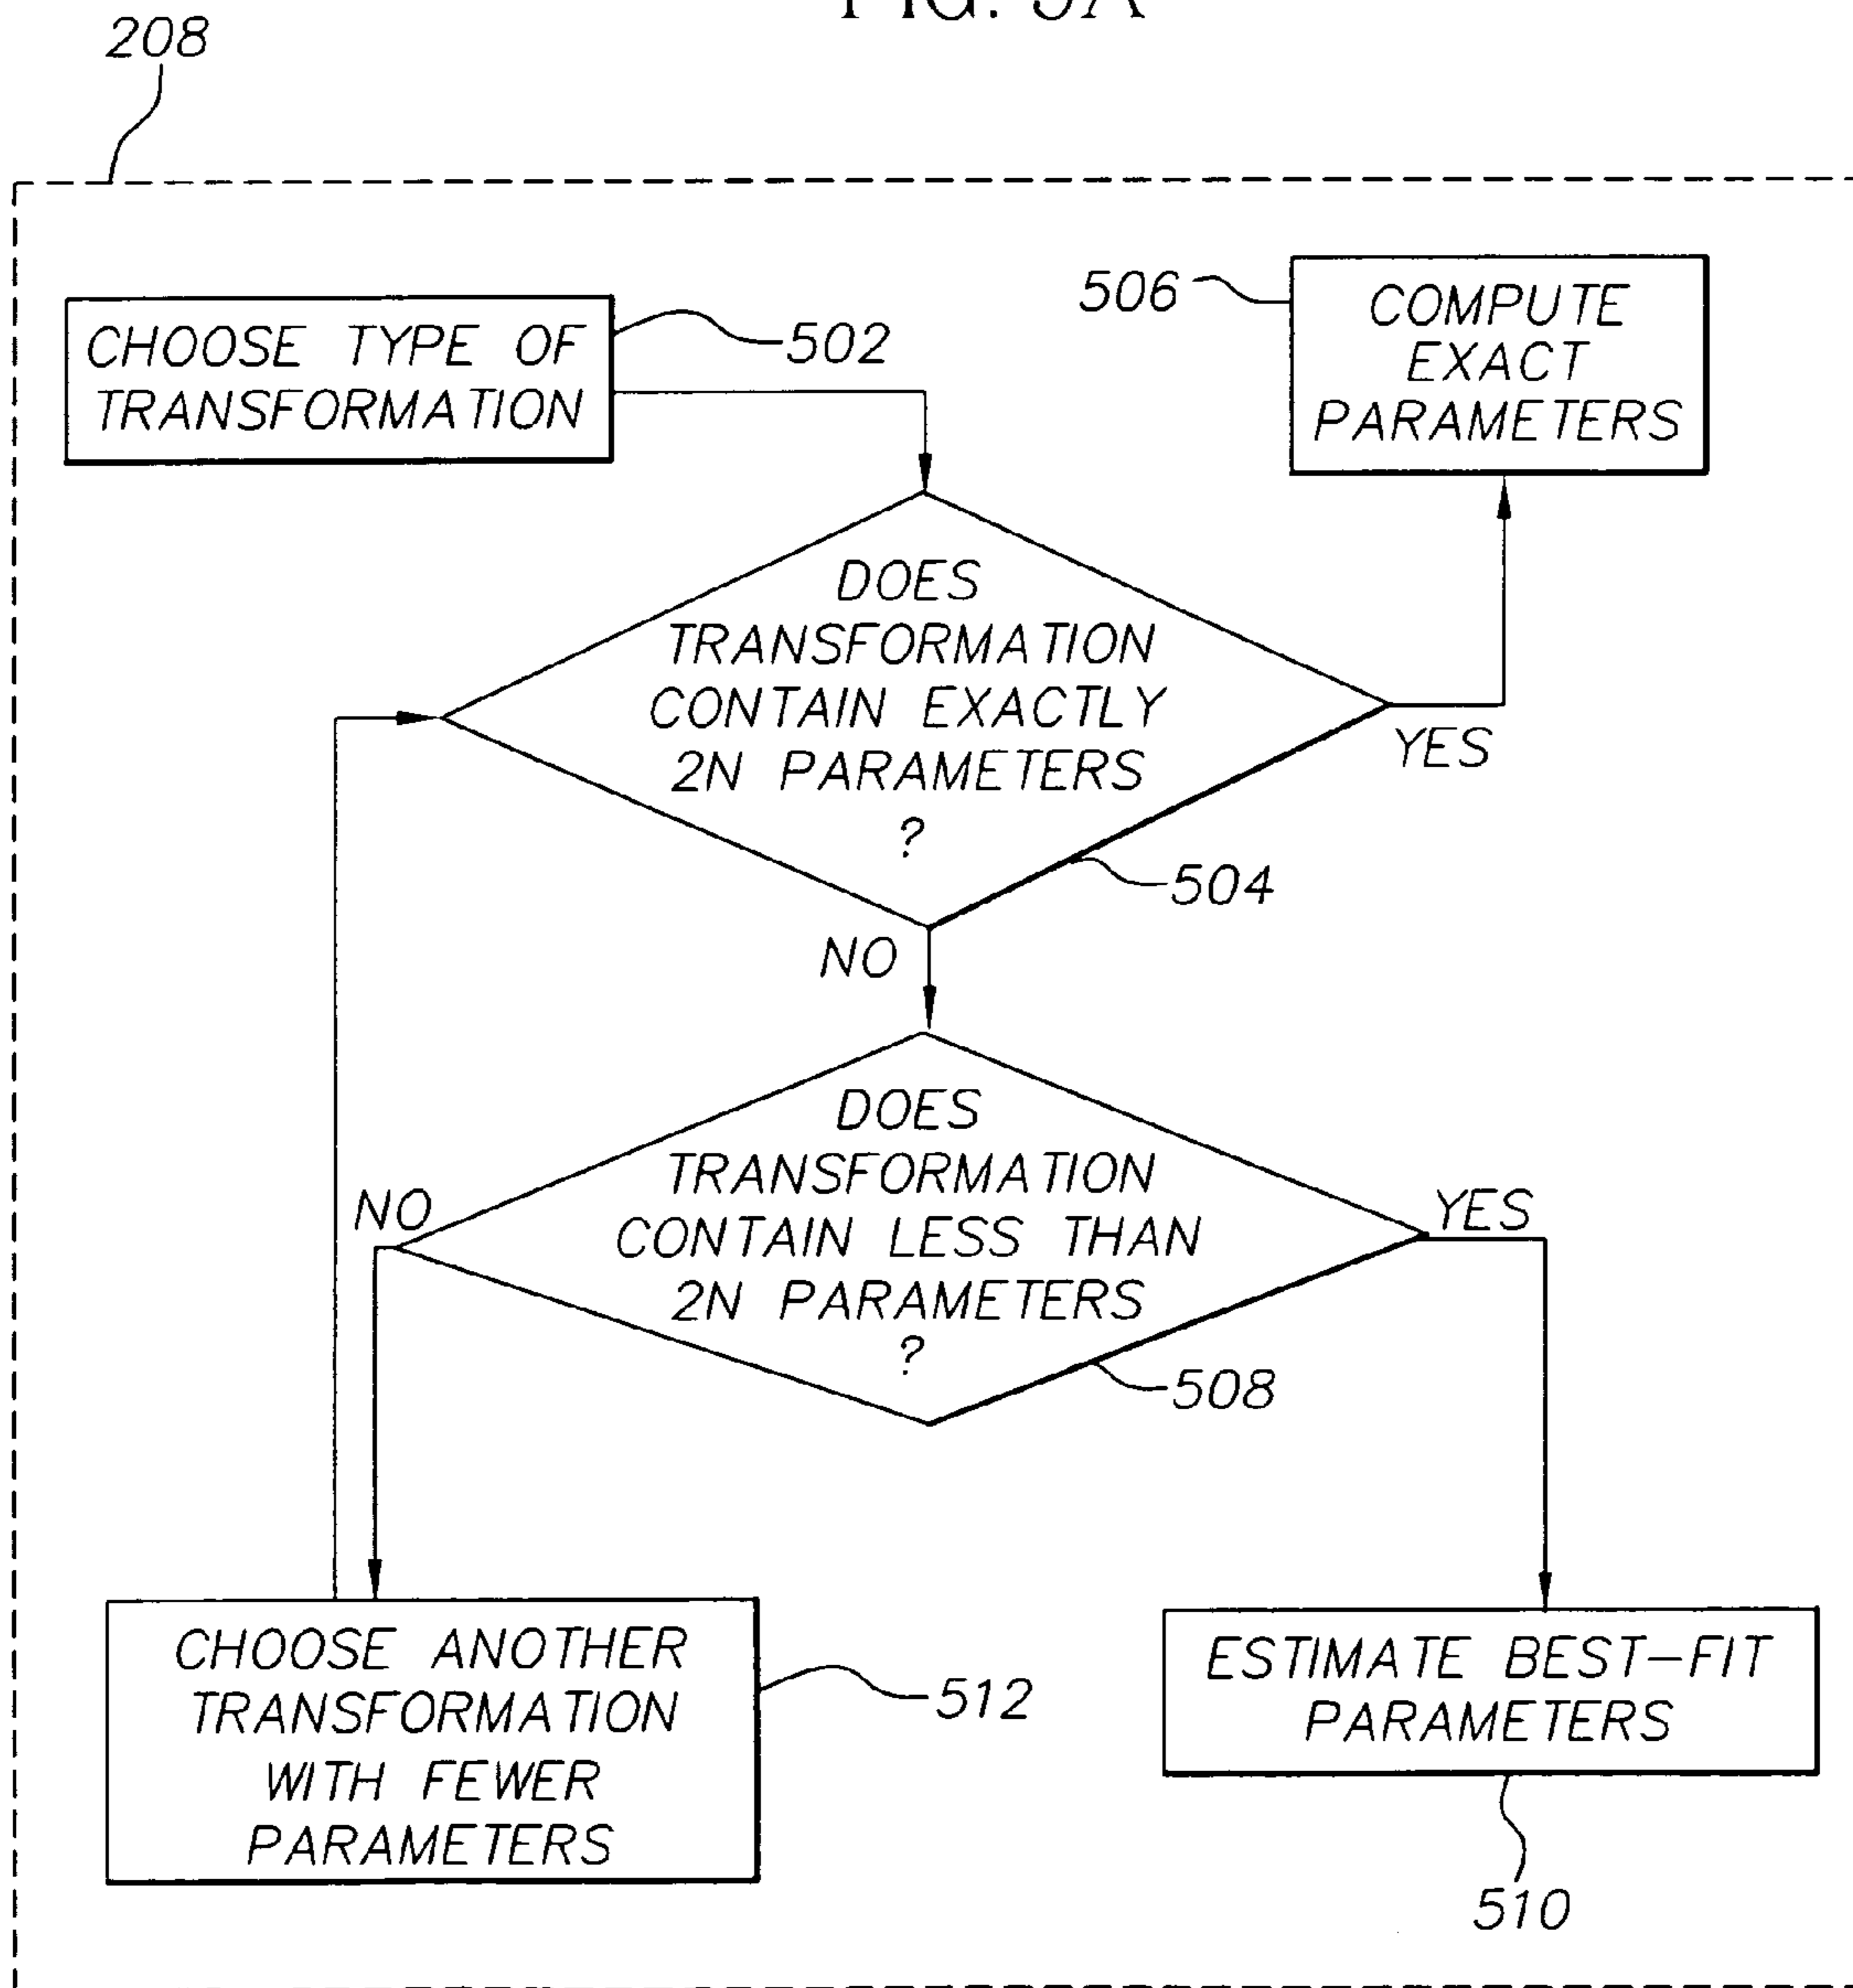 208
CHOOSE TYPE OF
TRANSFORMATION
502
506
COMPUTE
EXACT
PARAMETERS
DOES
TRANSFORMATION
CONTAIN EXACTLY
2N PARAMETERS
?
YES
504
NO
DOES
TRANSFORMATION
CONTAIN LESS THAN
2N PARAMETERS
?
NO
YES
508
CHOOSE ANOTHER
TRANSFORMATION
WITH FEWER
PARAMETERS
512
ESTIMATE BEST–FIT
PARAMETERS
510